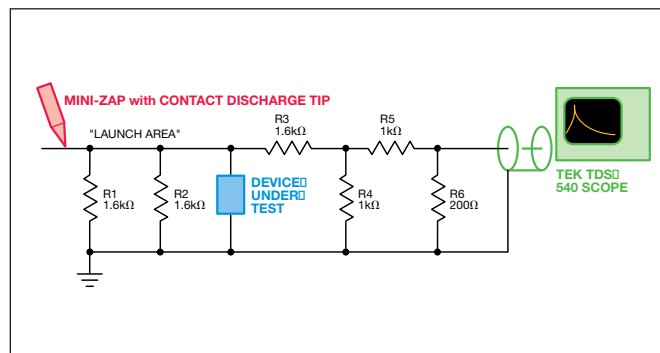 MINI-ZAP with CONTACT DISCHARGE TIP
"LAUNCH AREA"
R3
1.6kΩ
R5
1kΩ
R1
1.6kΩ
R2
1.6kΩ
DEVICE□
UNDER□
TEST
R4
1kΩ
R6
200Ω
TEK TDS□
540 SCOPE